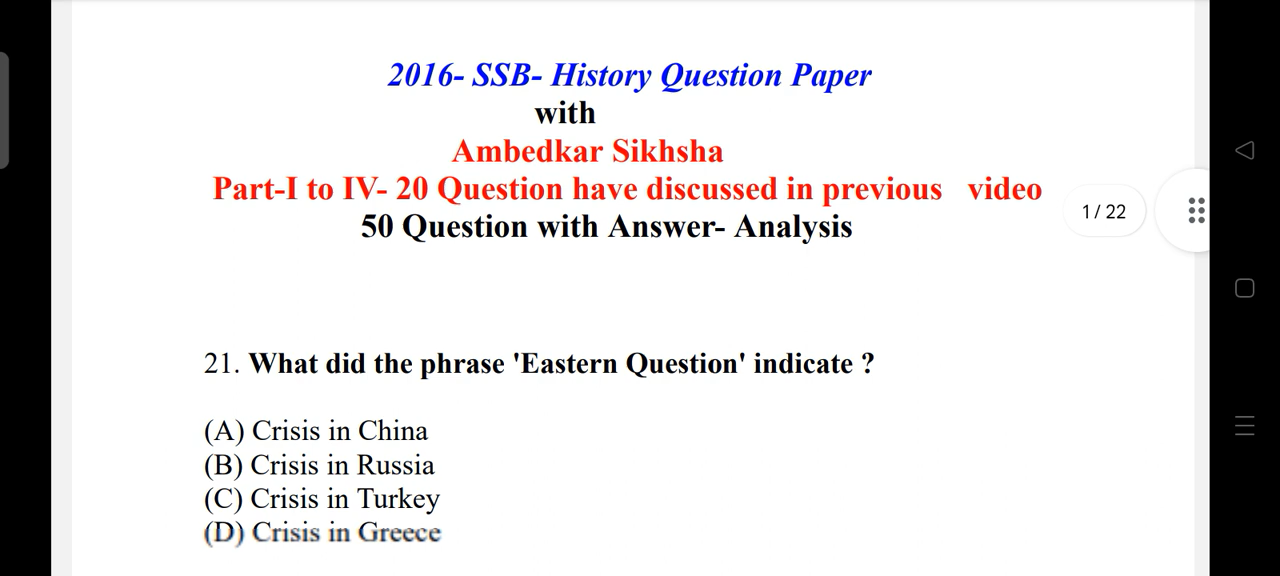 2016- SSB- History Question Paper
with
Ambedkar Sikhsha
Part-I to IV- 20 Question have discussed in previous video
1 / 22
50 Question with Answer- Analysis
21. What did the phrase 'Eastern Question' indicate ?
(A) Crisis in China
(B) Crisis in Russia
(C) Crisis in Turkey
(D) Crisis in Greece